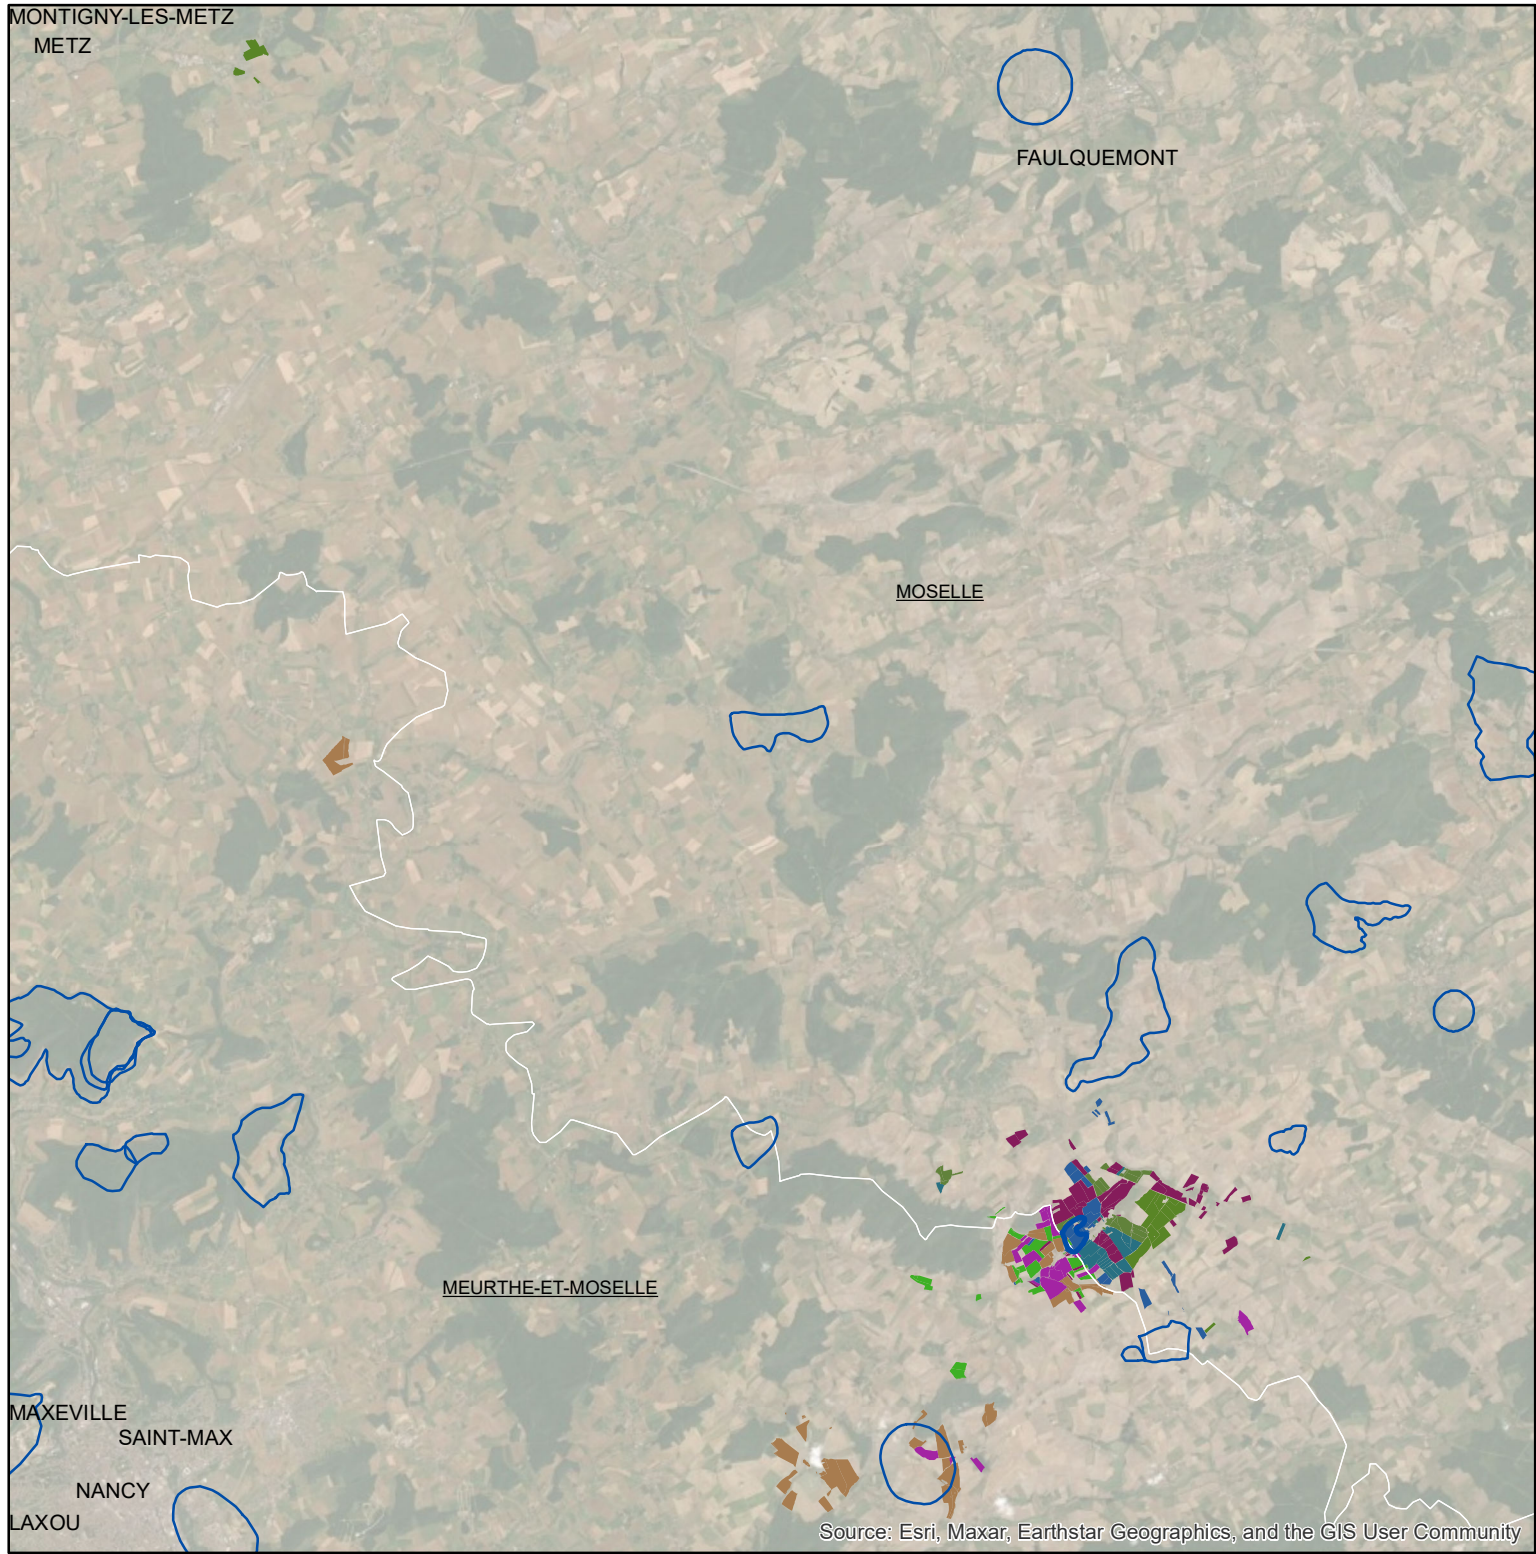 MONTIGNY-LES-METZ
METZ
FAULQUEMONT
MOSELLE
MEURTHE-ET-MOSELLE
MAXEVILLE
SAINT-MAX
NANCY
LAXOU
Source: Esri, Maxar, Earthstar Geographics, and the GIS User Community